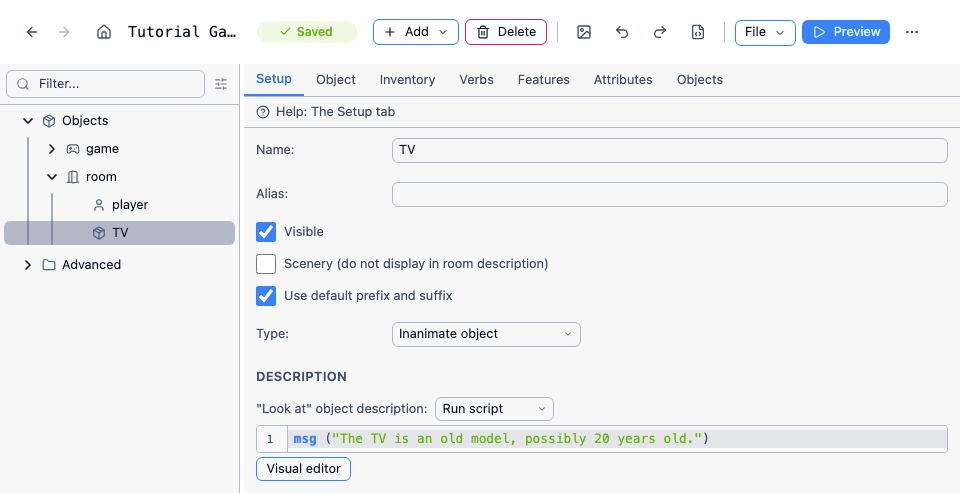 Tutorial Ga…
Saved
Add
Delete
File
Preview
Filter...
Objects
game
room
player
TV
Advanced
Setup Object Inventory Verbs Features Attributes Objects
Help: The Setup tab
Name: TV
Alias:
Visible
Scenery (do not display in room description)
Use default prefix and suffix
Type: Inanimate object
DESCRIPTION
"Look at" object description: Run script
1 msg ("The TV is an old model, possibly 20 years old.")
Visual editor